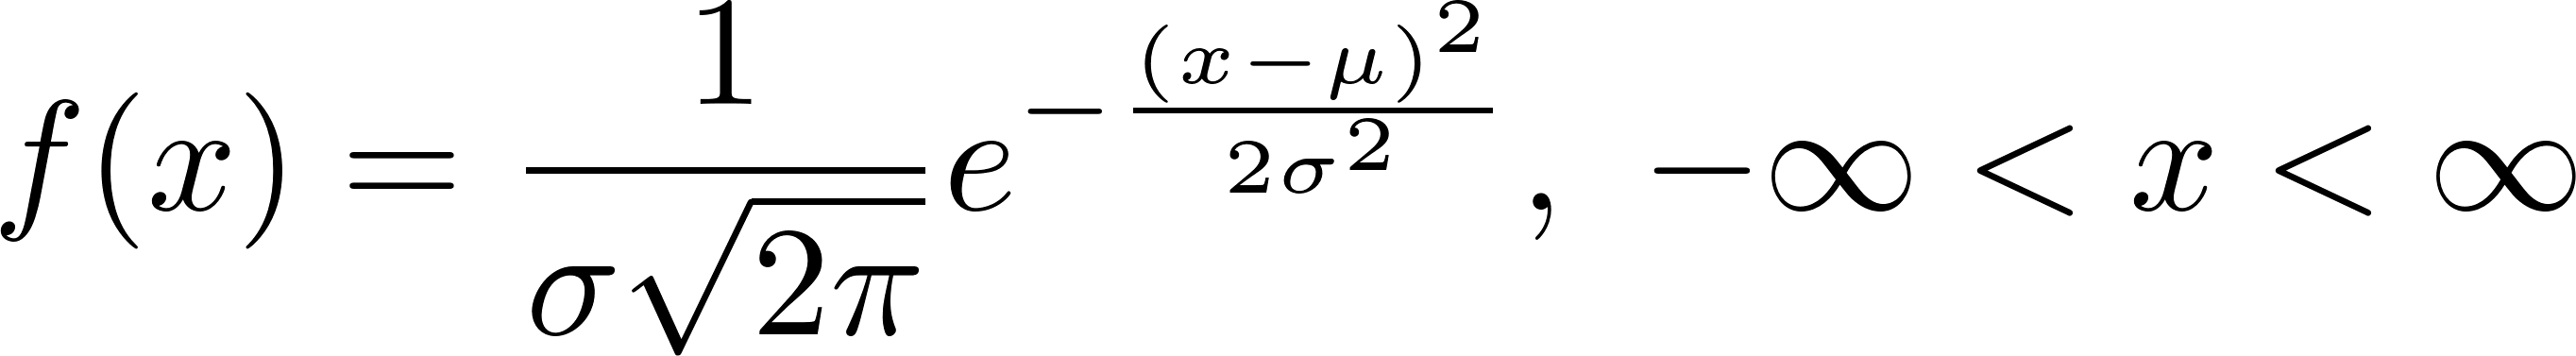 f(x) = \frac{1}{\sigma\sqrt{2\pi}} e^{-\frac{(x-\mu)^2}{2\sigma^2}}, -\infty < x < \infty